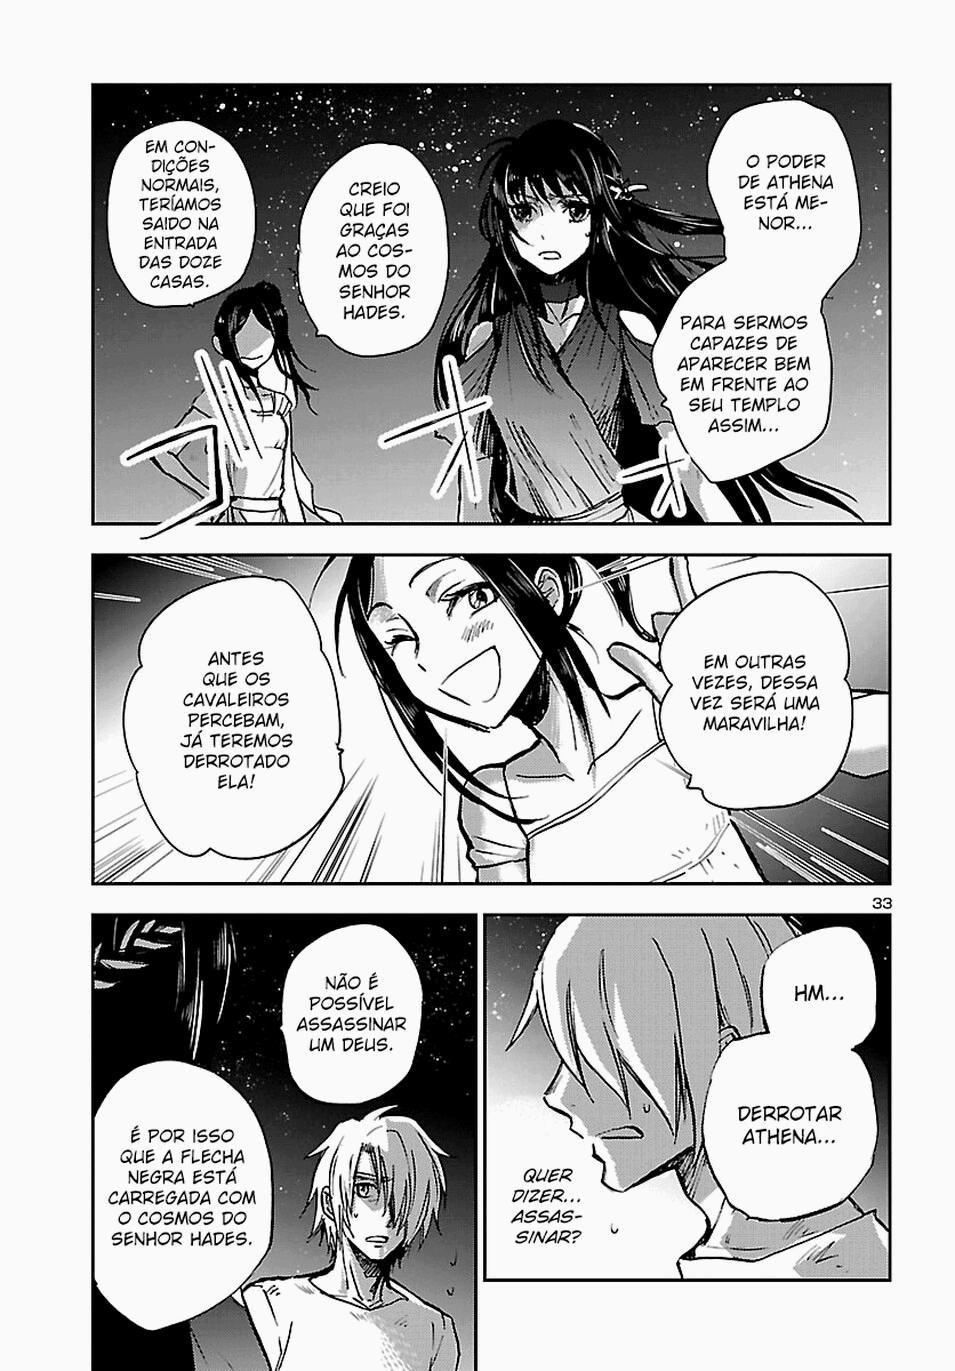 O PODER
DE ATHENA
ESTÁ ME-
NOR...
PARA SERMOS
CAPAZES DE
APARECER BEM
EM FRENTE AO
SEU TEMPLO
ASSIM...
CREIO
QUE FOI
GRAÇAS
AO COS-
MOS DO
SENHOR
HADES.
EM CON-
DIÇÕES
NORMAIS,
TERÍAMOS
SAIDO NA
ENTRADA
DAS DOZE
CASAS.
ゴオオ
EM OUTRAS
VEZES, DESSA
VEZ SERÁ UMA
MARAVILHA!
ANTES
QUE OS
CAVALEIROS
PERCEBAM,
JÁ TEREMOS
DERROTADO
ELA!
33
HM...
DERROTAR
ATHENA...
QUER
DIZER...
ASSAS-
SINAR?
NÃO É
POSSÍVEL
ASSASSINAR
UM DEUS.
É POR ISSO
QUE A FLECHA
NEGRA ESTÁ
CARREGADA COM
O COSMOS DO
SENHOR HADES.